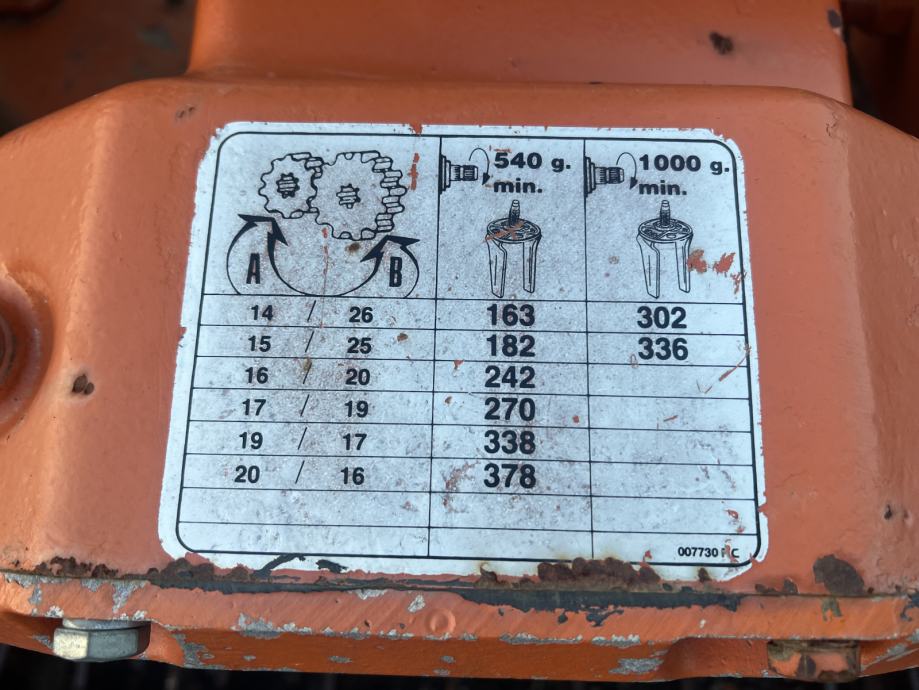 540 g. 1000 g.
min. min.
A B
14 / 26 163 302
15 / 25 182 336
16 / 20 242
17 / 19 270
19 / 17 338
20 / 16 378
007730